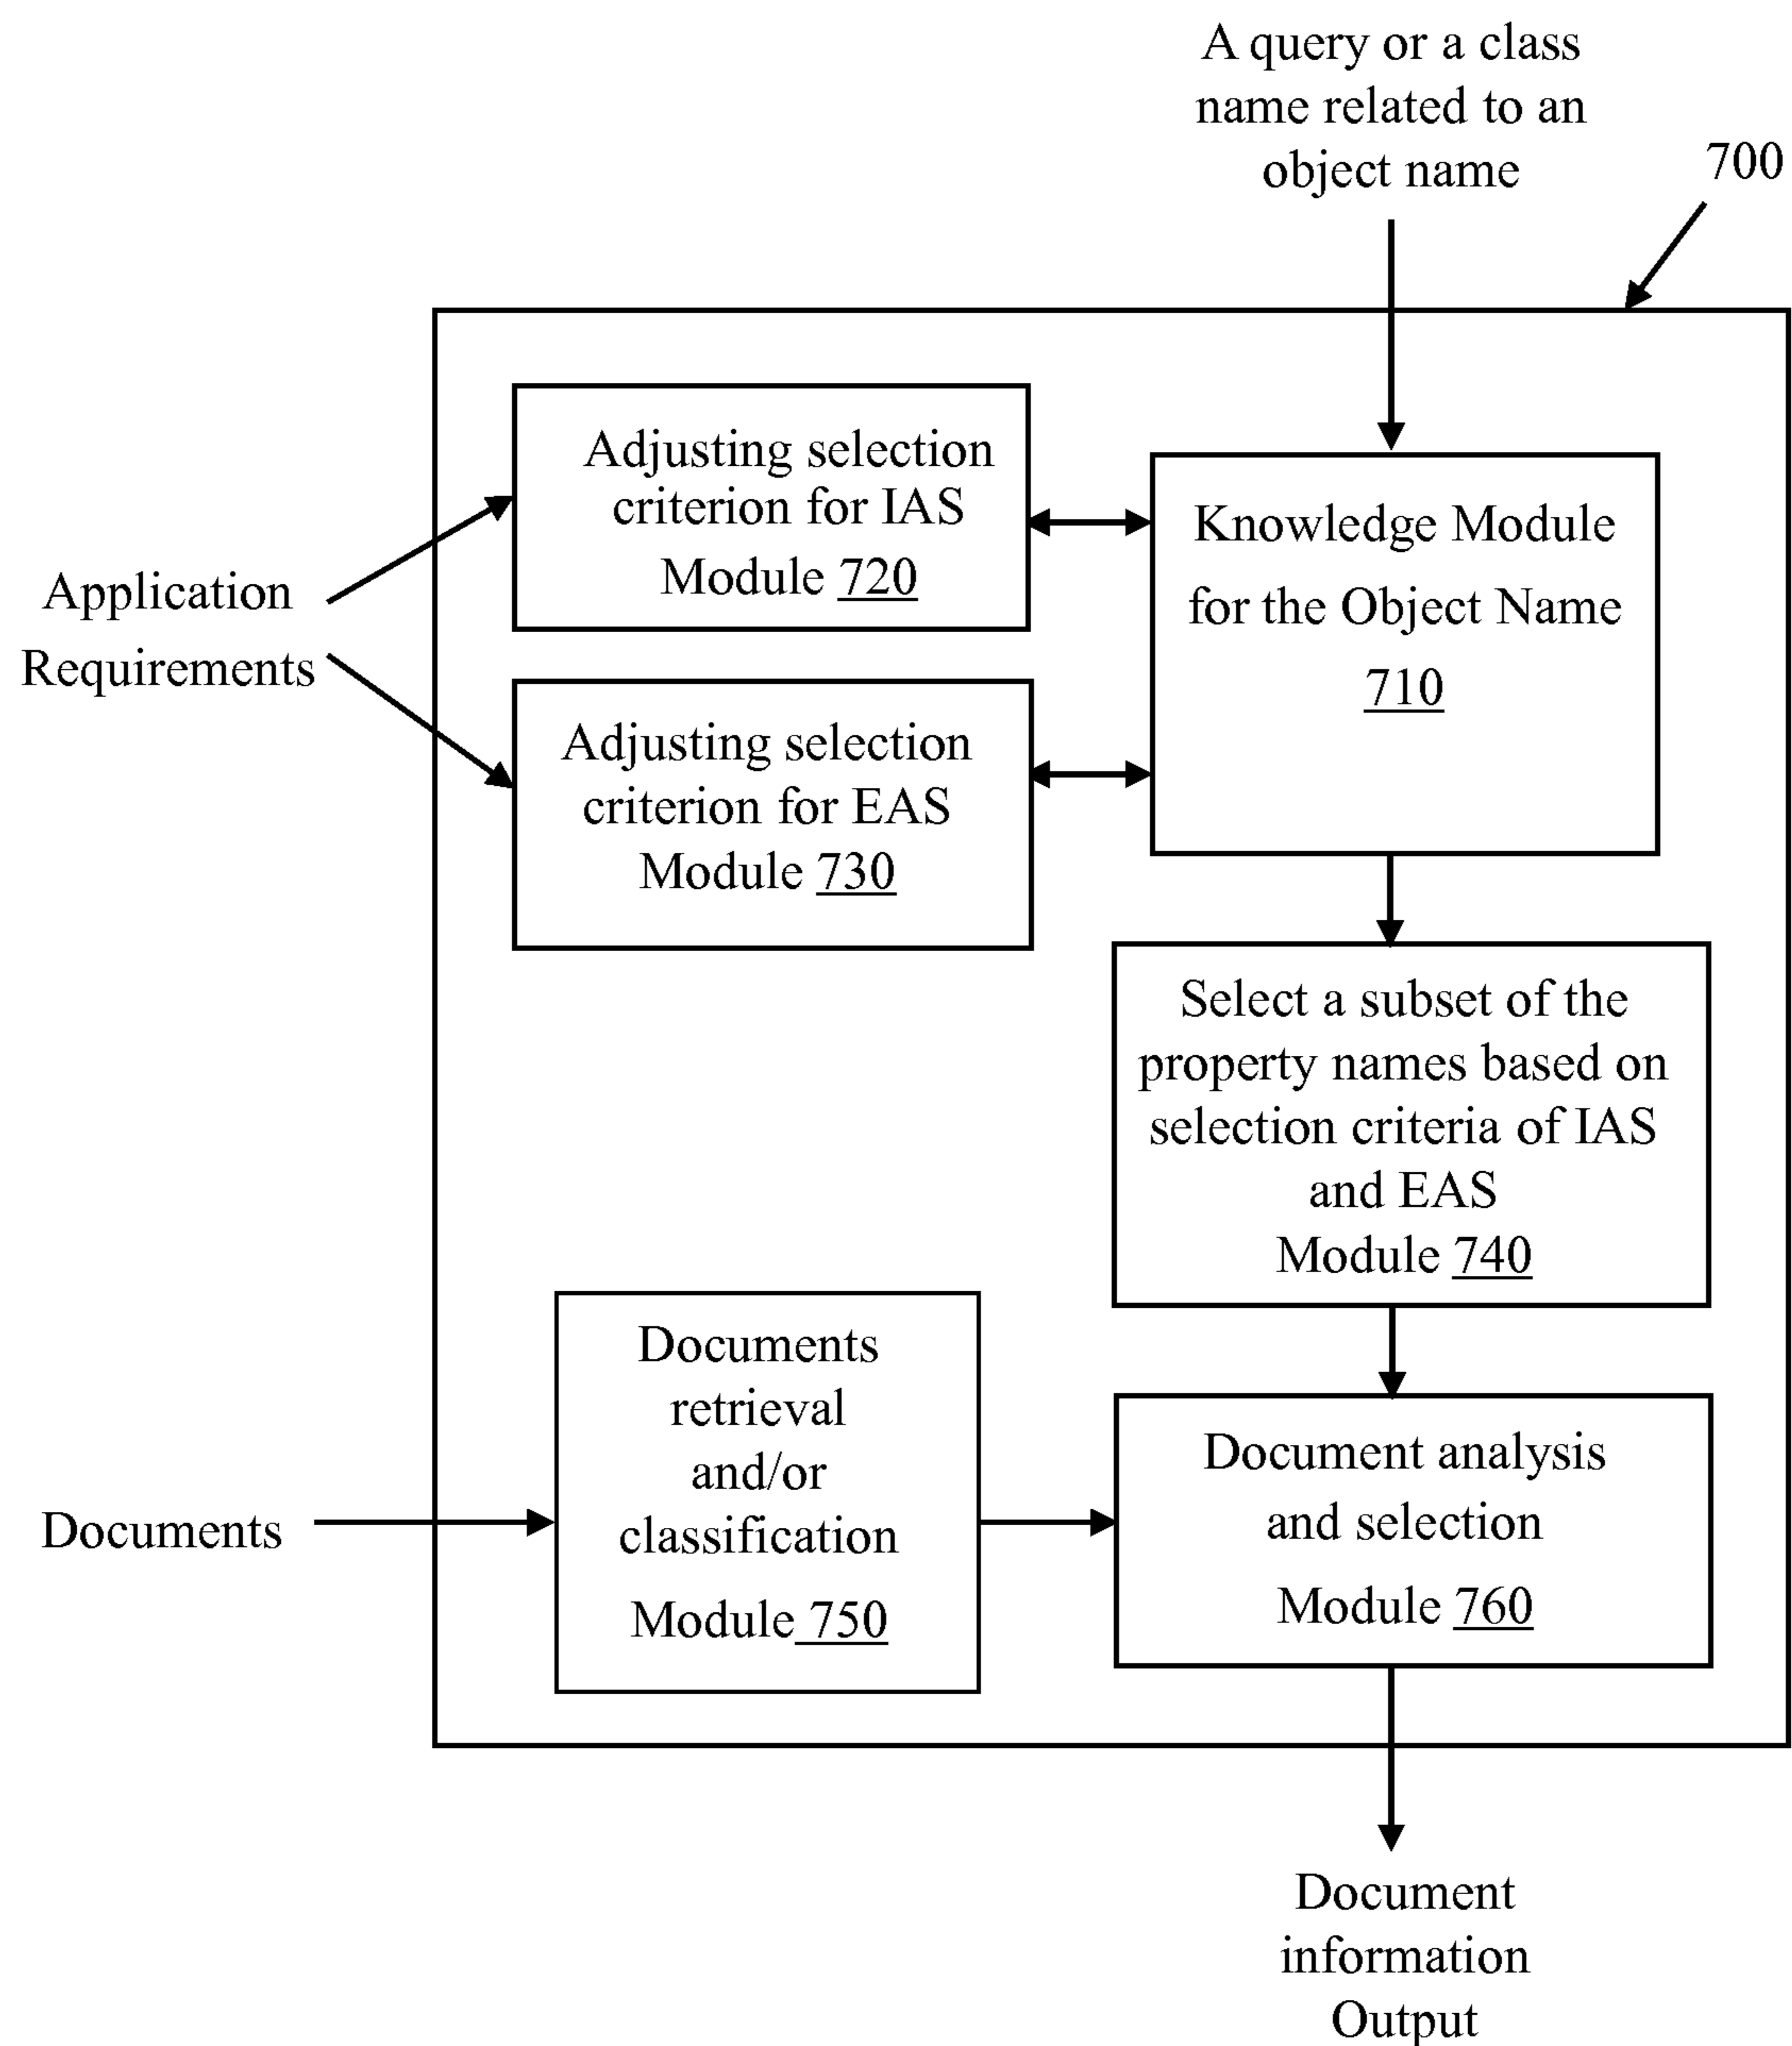 A query or a class
name related to an
object name
700
Adjusting selection
criterion for IAS
Module 720
Application
Requirements
Knowledge Module
for the Object Name
710
Adjusting selection
criterion for EAS
Module 730
Select a subset of the
property names based on
selection criteria of IAS
and EAS
Module 740
Documents
Documents
retrieval
and/or
classification
Module 750
Document analysis
and selection
Module 760
Document
information
Output